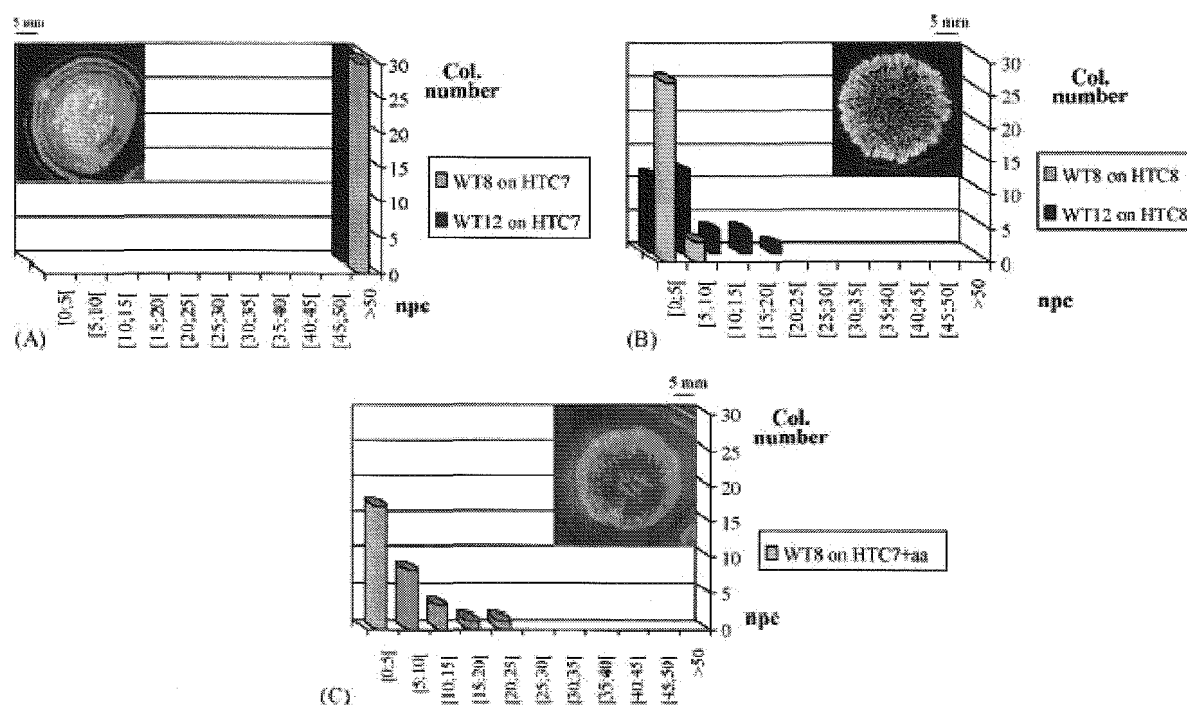 5 mm
30
25
20
15
10
5
0
Col.
number
WT8 on HTC7
WT12 on HTC7
[0;5[
[5;10[
[10;15[
[15;20[
[20;25[
[25;30[
[30;35[
[35;40[
[40;45[
[45;50[
>50
npc
(A)
5 mm
30
25
20
15
10
5
0
Col.
number
WT8 on HTC8
WT12 on HTC8
[0;5[
[5;10[
[10;15[
[15;20[
[20;25[
[25;30[
[30;35[
[35;40[
[40;45[
[45;50[
>50
npc
(B)
5 mm
30
25
20
15
10
5
0
Col.
number
WT8 on HTC7+aa
[0;5[
[5;10[
[10;15[
[15;20[
[20;25[
[25;30[
[30;35[
[35;40[
[40;45[
[45;50[
>50
npc
(C)